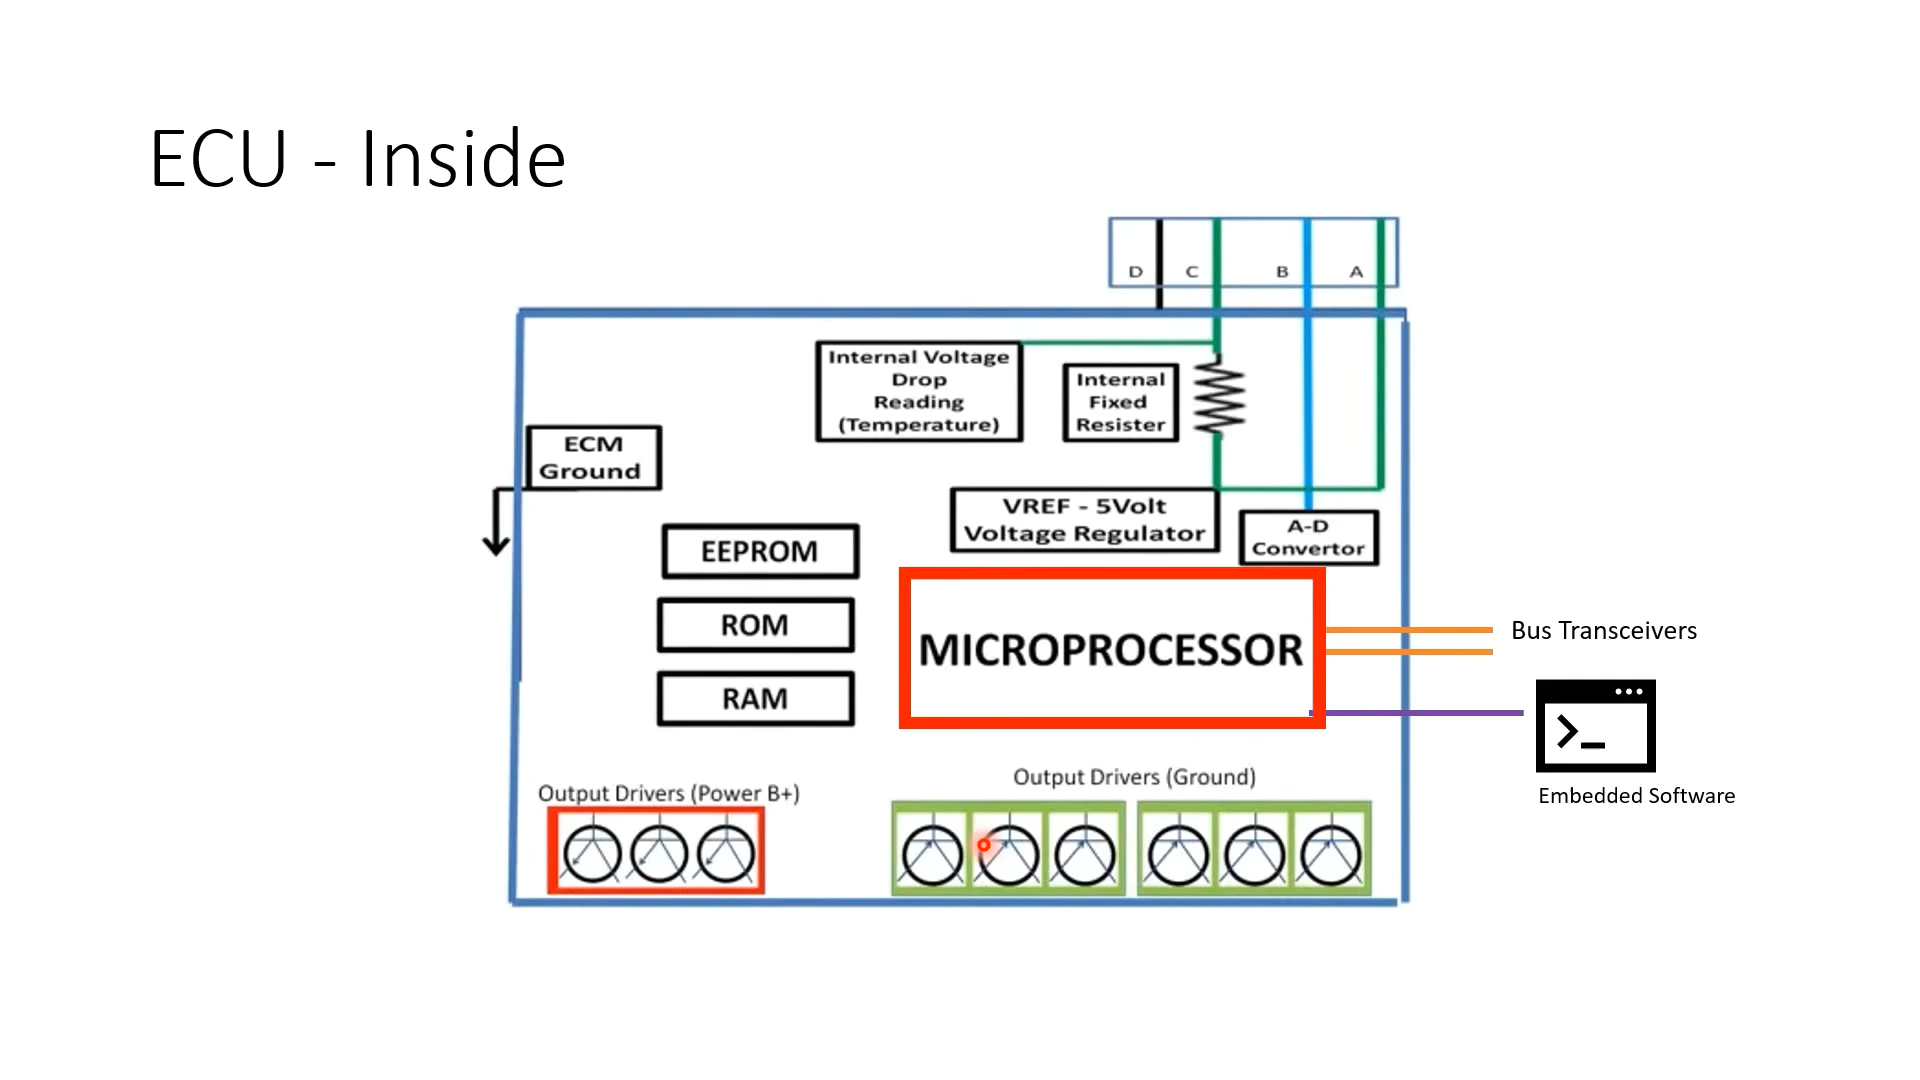 ECU - Inside
D C B A
Internal Voltage
Drop
Reading
(Temperature)
Internal
Fixed
Resister
ECM
Ground
VREF - 5Volt
Voltage Regulator
A-D
Convertor
EEPROM
ROM
RAM
MICROPROCESSOR
Bus Transceivers
Embedded Software
Output Drivers (Power B+)
Output Drivers (Ground)